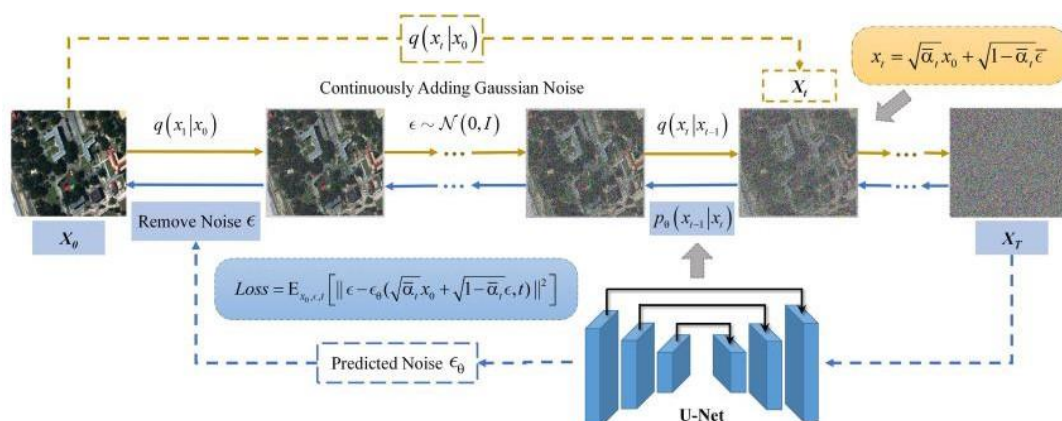 q(x_t|x_0)
x_t = √ᾱ_t x_0 + √1−ᾱ_t ε̄
X_t
Continuously Adding Gaussian Noise
q(x_1|x_0)
ϵ ∼ 𝒩(0, I)
q(x_t|x_{t-1})
...
...
...
...
Remove Noise ϵ
p_θ(x_{t-1}|x_t)
X_0
X_T
Loss = E_{x_0,ϵ,t}[‖ϵ − ϵ_θ(√ᾱ_t x_0 + √1−ᾱ_t ϵ, t)‖²]
Predicted Noise ϵ_θ
U-Net